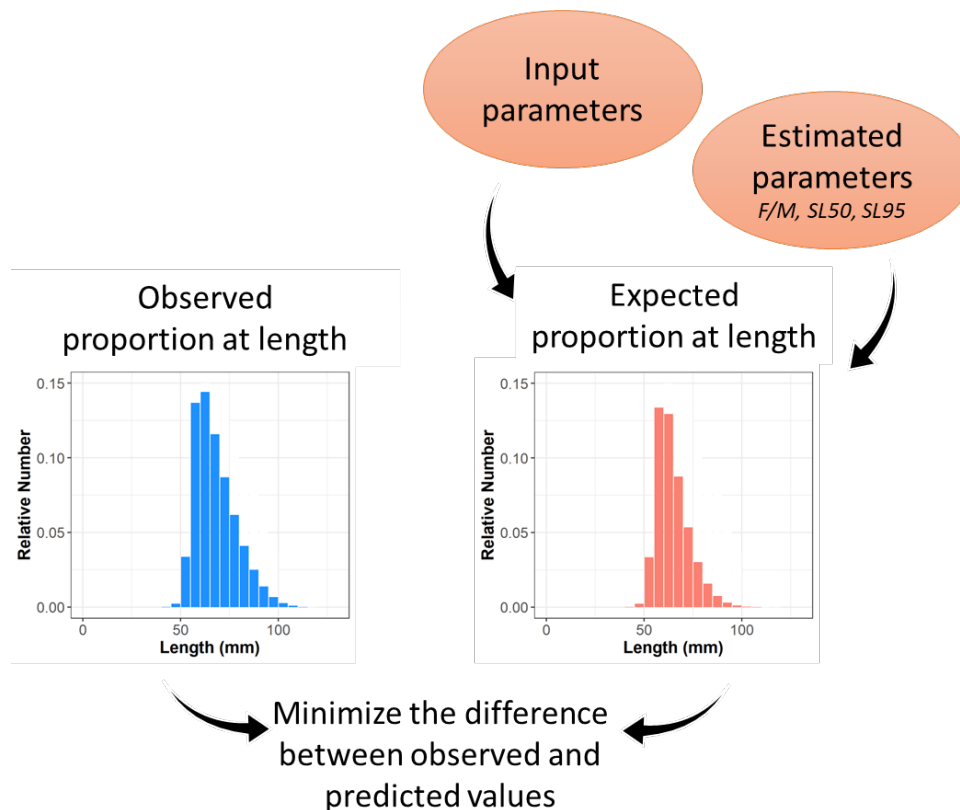 Input
parameters
Estimated
parameters
F/M, SL50, SL95
Observed
proportion at length
Expected
proportion at length
0.15
0.10
0.05
0.00
Relative Number
0
50
100
Length (mm)
0.15
0.10
0.05
0.00
Relative Number
0
50
100
Length (mm)
Minimize the difference
between observed and
predicted values